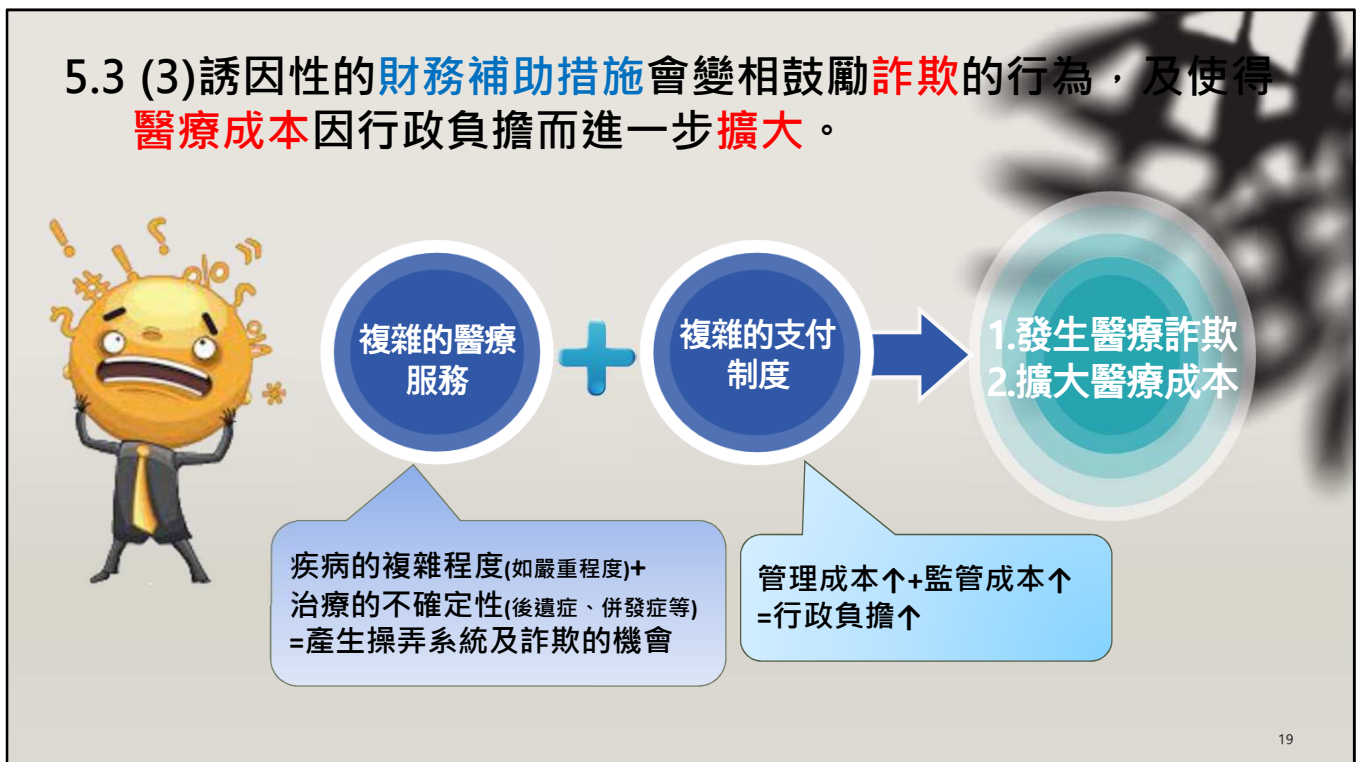 5.3 (3)誘因性的財務補助措施會變相鼓勵詐欺的行為，及使得
醫療成本因行政負擔而進一步擴大。
複雜的醫療
服務
複雜的支付
制度
1.發生醫療詐欺
2.擴大醫療成本
疾病的複雜程度(如嚴重程度)+
治療的不確定性(後遺症、併發症等)
=產生操弄系統及詐欺的機會
管理成本↑+監管成本↑
=行政負擔↑
19